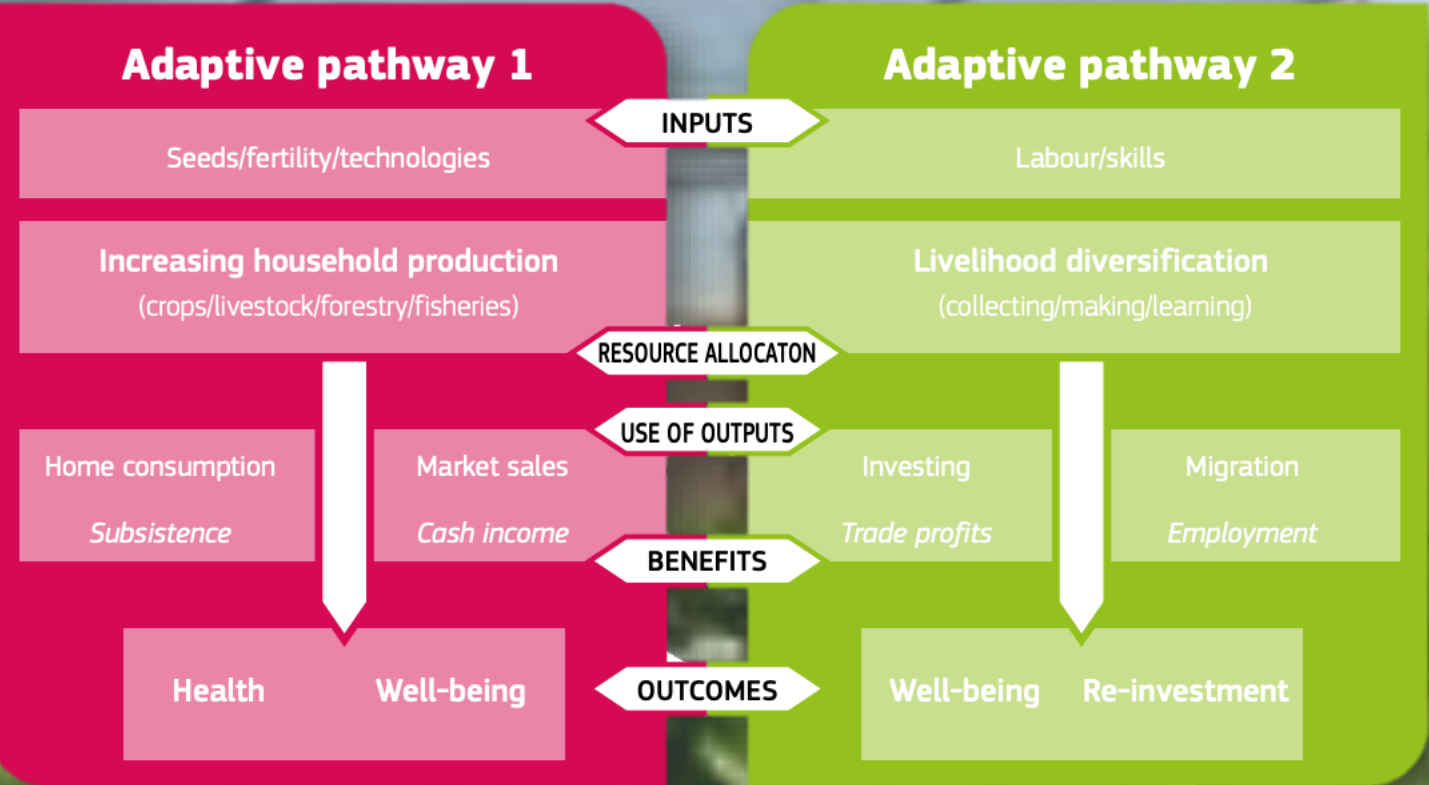 Adaptive pathway 1
Adaptive pathway 2
INPUTS
Seeds/fertility/technologies
Labour/skills
Increasing household production
(crops/livestock/forestry/fisheries)
Livelihood diversification
(collecting/making/learning)
RESOURCE ALLOCATON
USE OF OUTPUTS
Home consumption
Market sales
Investing
Migration
Subsistence
Cash income
Trade profits
Employment
BENEFITS
Health
Well-being
OUTCOMES
Well-being
Re-investment